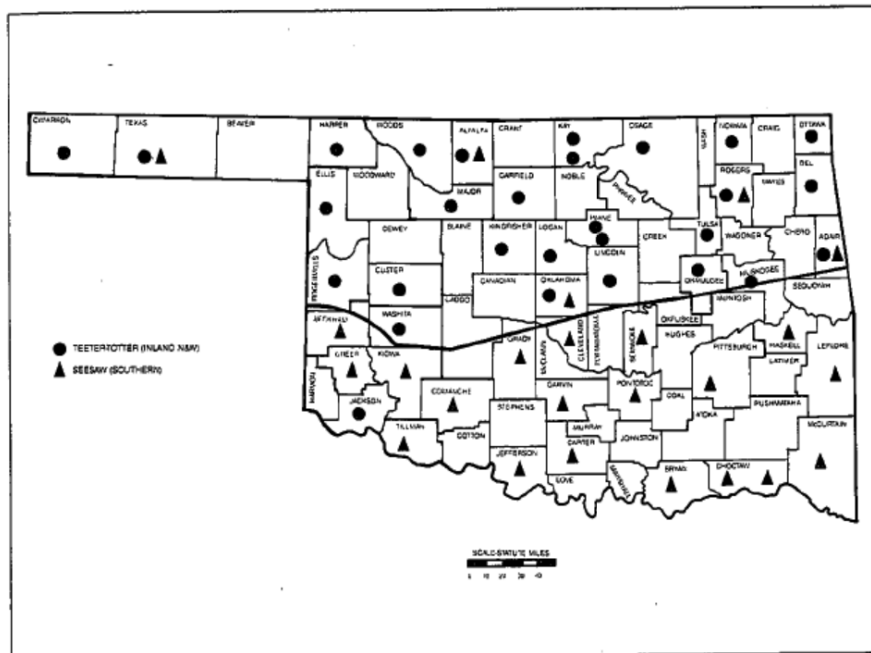 CIMARRON
TEXAS
BEAVER
HARPER
WOODS
ALFALFA
GRANT
KAY
OSAGE
WASH
NOWATA
CRAIG
OTTAWA
ELLIS
WOODWARD
MAJOR
GARFIELD
NOBLE
PAWNEE
ROGERS
MAYES
DEL
DEWEY
BLAINE
KINGFISHER
LOGAN
PAYNE
CREEK
TULSA
WAGONER
CHERO
ADAIR
CUSTER
CANADIAN
OKLAHOMA
LINCOLN
OKMULGEE
MUSKOGEE
SEQUOYAH
WASHITA
CADDO
McINTOSH
BECKHAM
GRADY
McCLAIN
CLEVELAND
POTTAWATOMIE
SEMINOLE
OKFUSKEE
HUGHES
PITTSBURGH
HASKELL
LEFLORE
LATIMER
TEETER-TOTTER (INLAND N&W)
SEESAW (SOUTHERN)
GREER
KIOWA
HARMON
JACKSON
COMANCHE
STEPHENS
GARVIN
PONTOTOC
COAL
ATOKA
PUSHMATAHA
McCURTAIN
TILLMAN
COTTON
JEFFERSON
MURRAY
CARTER
JOHNSTON
LOVE
MARSHALL
BRYAN
CHOCTAW
SCALE-STATUTE MILES